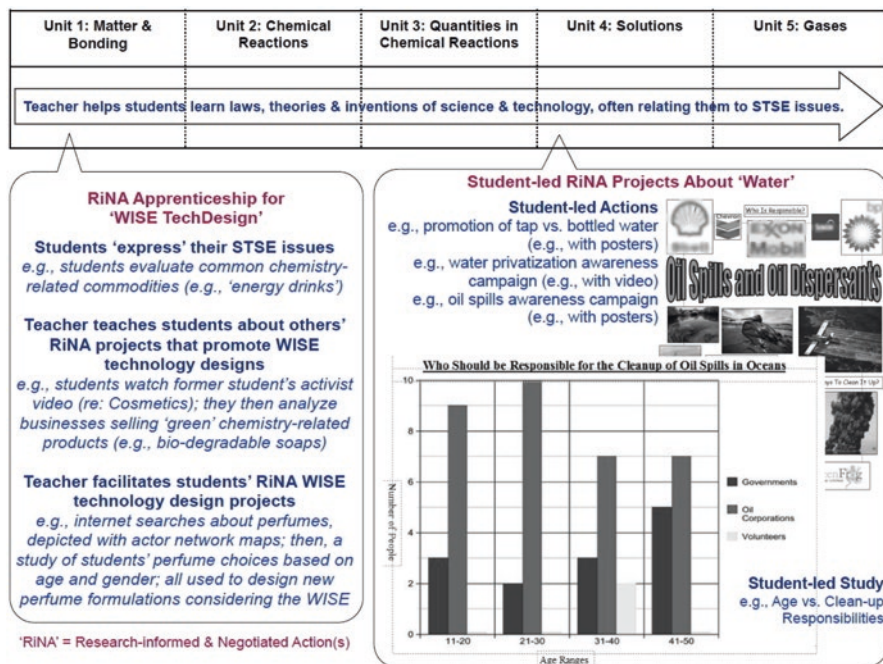 Unit 1: Matter &
Bonding
Unit 2: Chemical
Reactions
Unit 3: Quantities in
Chemical Reactions
Unit 4: Solutions
Unit 5: Gases
Teacher helps students learn laws, theories & inventions of science & technology, often relating them to STSE issues.
RiNA Apprenticeship for
'WISE TechDesign'
Students 'express' their STSE issues
e.g., students evaluate common chemistry-
related commodities (e.g., 'energy drinks')
Teacher teaches students about others'
RiNA projects that promote WISE
technology designs
e.g., students watch former student's activist
video (re: Cosmetics); they then analyze
businesses selling 'green' chemistry-related
products (e.g., bio-degradable soaps)
Teacher facilitates students' RiNA WISE
technology design projects
e.g., internet searches about perfumes,
depicted with actor network maps; then, a
study of students' perfume choices based on
age and gender; all used to design new
perfume formulations considering the WISE
'RiNA' = Research-informed & Negotiated Action(s)
Student-led RiNA Projects About 'Water'
Student-led Actions
e.g., promotion of tap vs. bottled water
(e.g., with posters)
e.g., water privatization awareness
campaign (e.g., with video)
e.g., oil spills awareness campaign
(e.g., with posters)
Shell
Chevron
Who Is Responsible?
Exxon
Mobil
bp
Oil Spills and Oil Dispersants
ys To Clean It Up?
Who Should be Responsible for the Cleanup of Oil Spills in Oceans
Number of People
10
8
6
4
2
0
11-20
21-30
31-40
41-50
Age Ranges
Governments
Oil
Corporations
Volunteers
Student-led Study
e.g., Age vs. Clean-up
Responsibilities